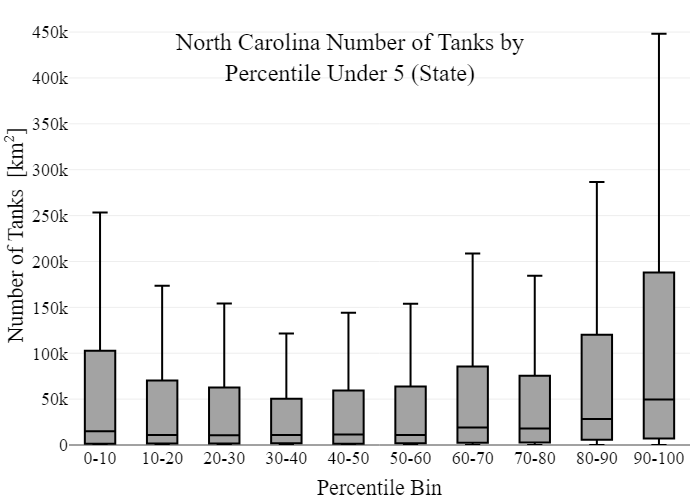 North Carolina Number of Tanks by
Percentile Under 5 (State)
Number of Tanks [km²]
450k
400k
350k
300k
250k
200k
150k
100k
50k
0
0-10 10-20 20-30 30-40 40-50 50-60 60-70 70-80 80-90 90-100
Percentile Bin